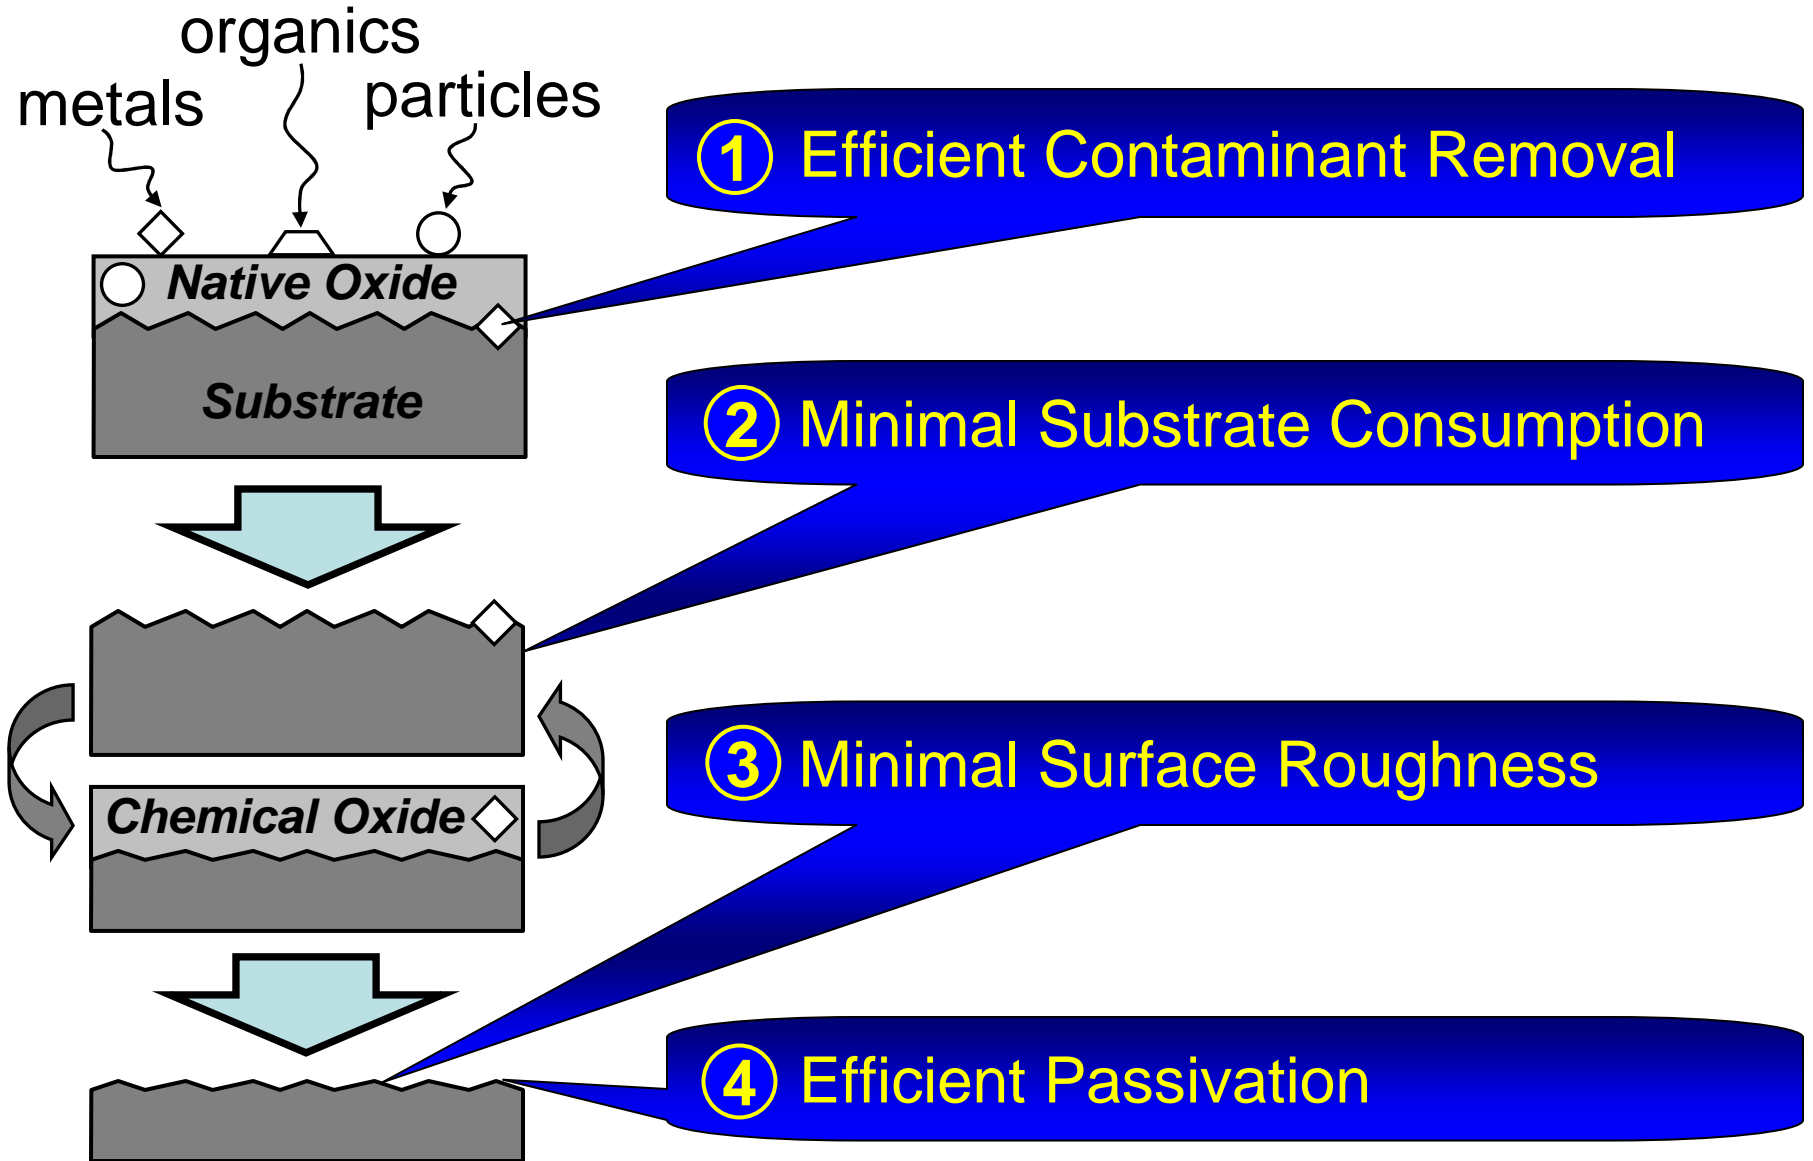 organics
metals
particles
① Efficient Contaminant Removal
Native Oxide
Substrate
② Minimal Substrate Consumption
③ Minimal Surface Roughness
Chemical Oxide
④ Efficient Passivation